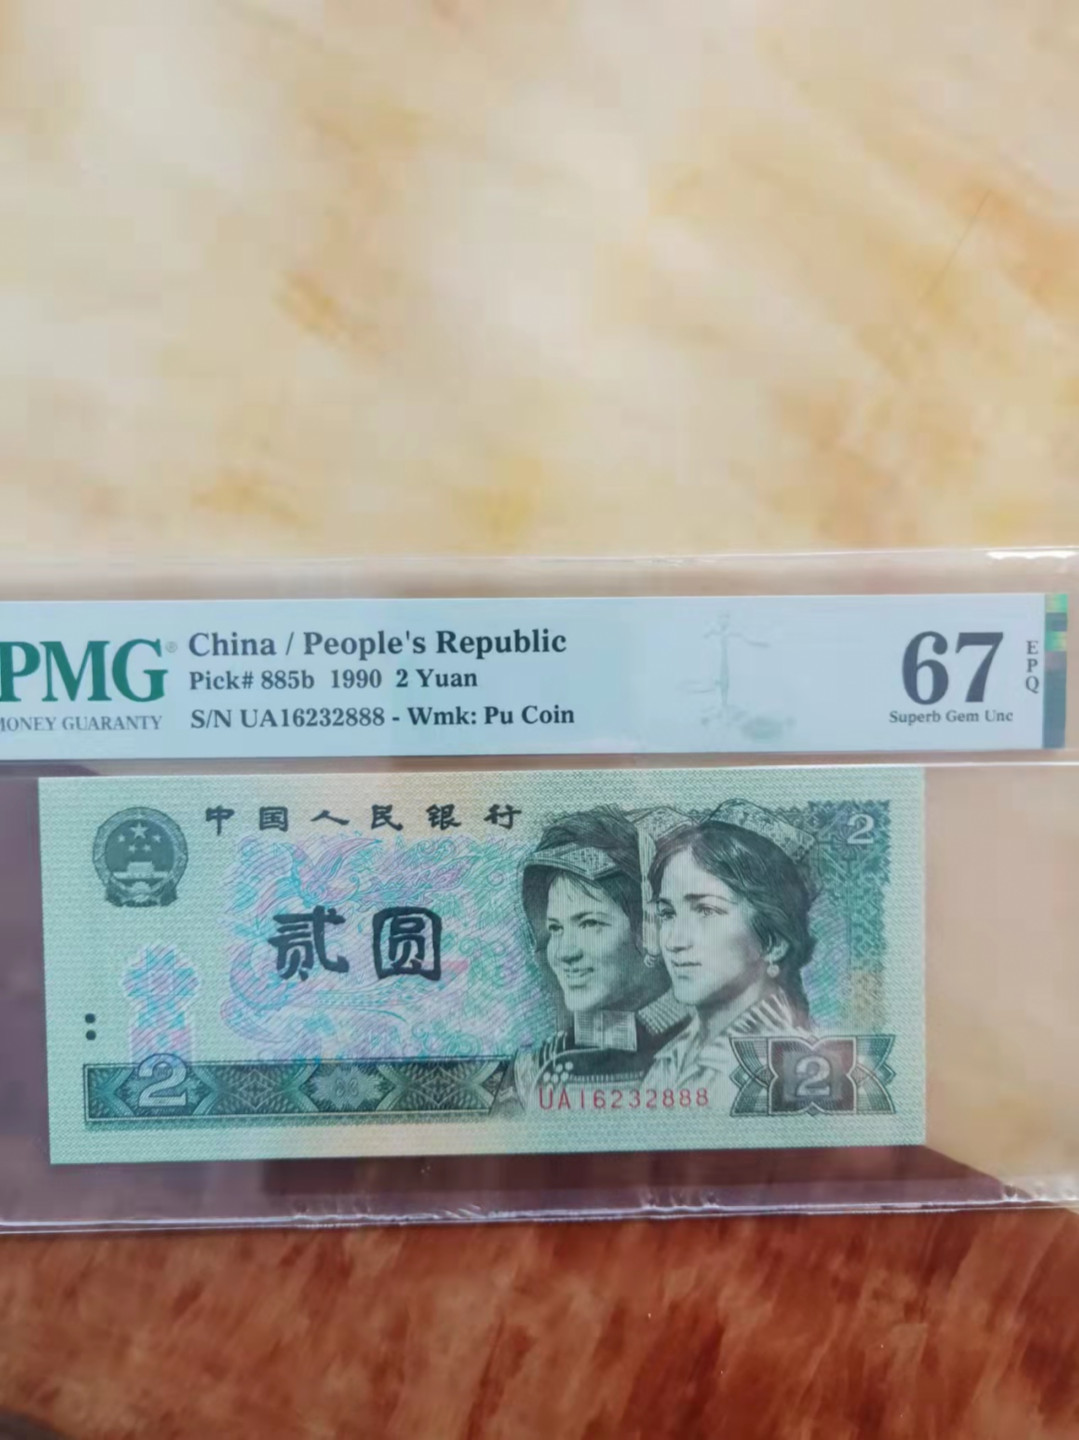 PMG®
MONEY GUARANTY
China / People's Republic
Pick# 885b 1990 2 Yuan
S/N UA16232888 - Wmk: Pu Coin
67
EPQ
Superb Gem Unc
中国人民银行
2
贰圆
2
UA16232888
2